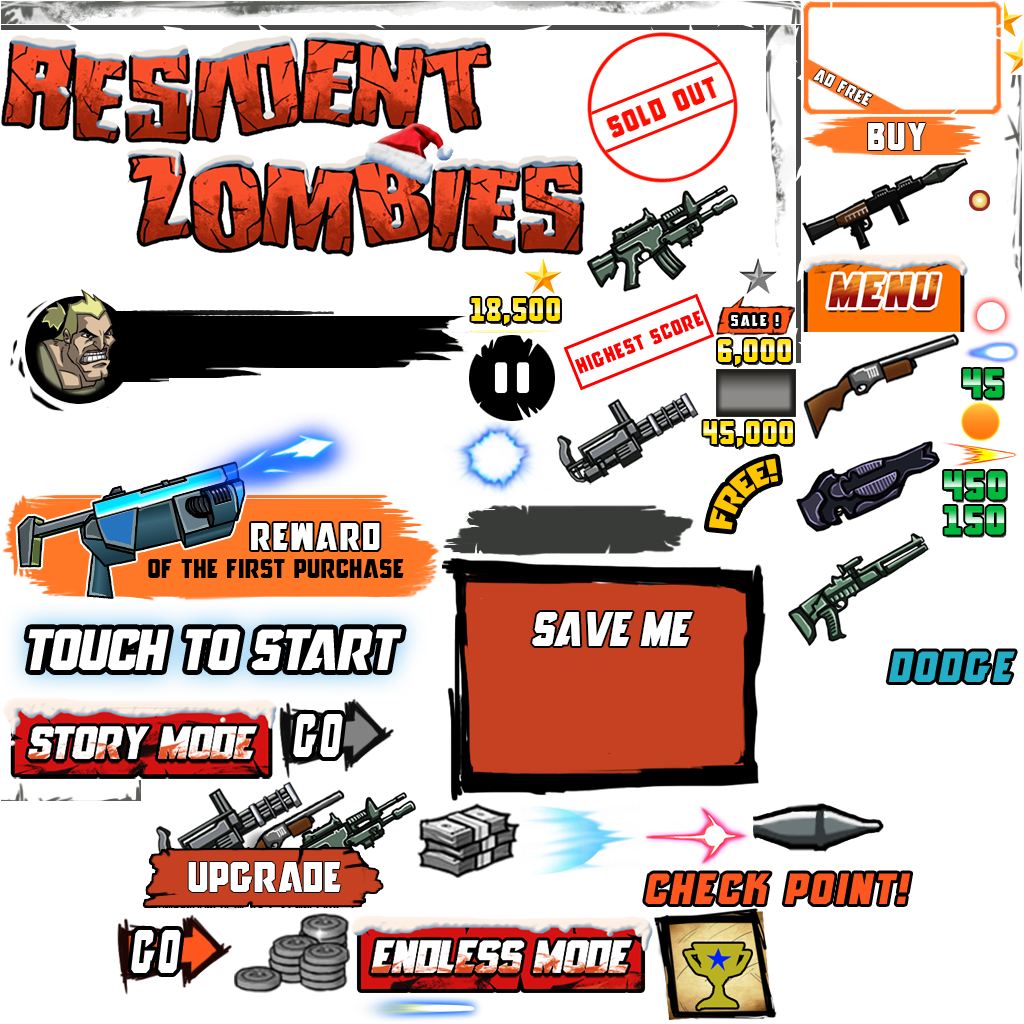 RESIDENT
ZOMBIES
SOLD OUT
AD FREE
BUY
MENU
18,500
HIGHEST SCORE
SALE !
6,000
45
45,000
FREE!
450
150
REWARD
OF THE FIRST PURCHASE
SAVE ME
TOUCH TO START
DODGE
STORY MODE
GO
UPGRADE
CHECK POINT!
GO
ENDLESS MODE